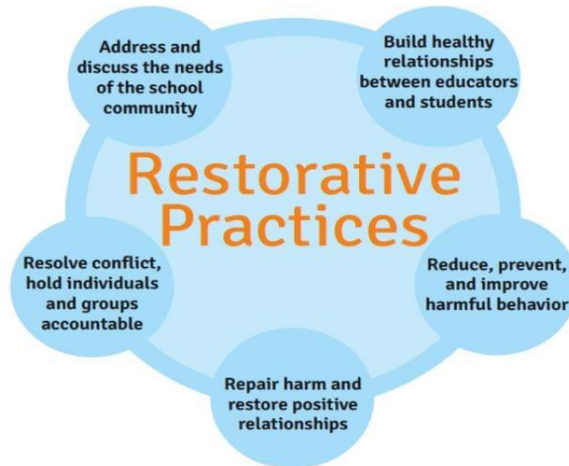 Address and
discuss the needs
of the school
community
Build healthy
relationships
between educators
and students
Restorative
Practices
Resolve conflict,
hold individuals
and groups
accountable
Reduce, prevent,
and improve
harmful behavior
Repair harm and
restore positive
relationships